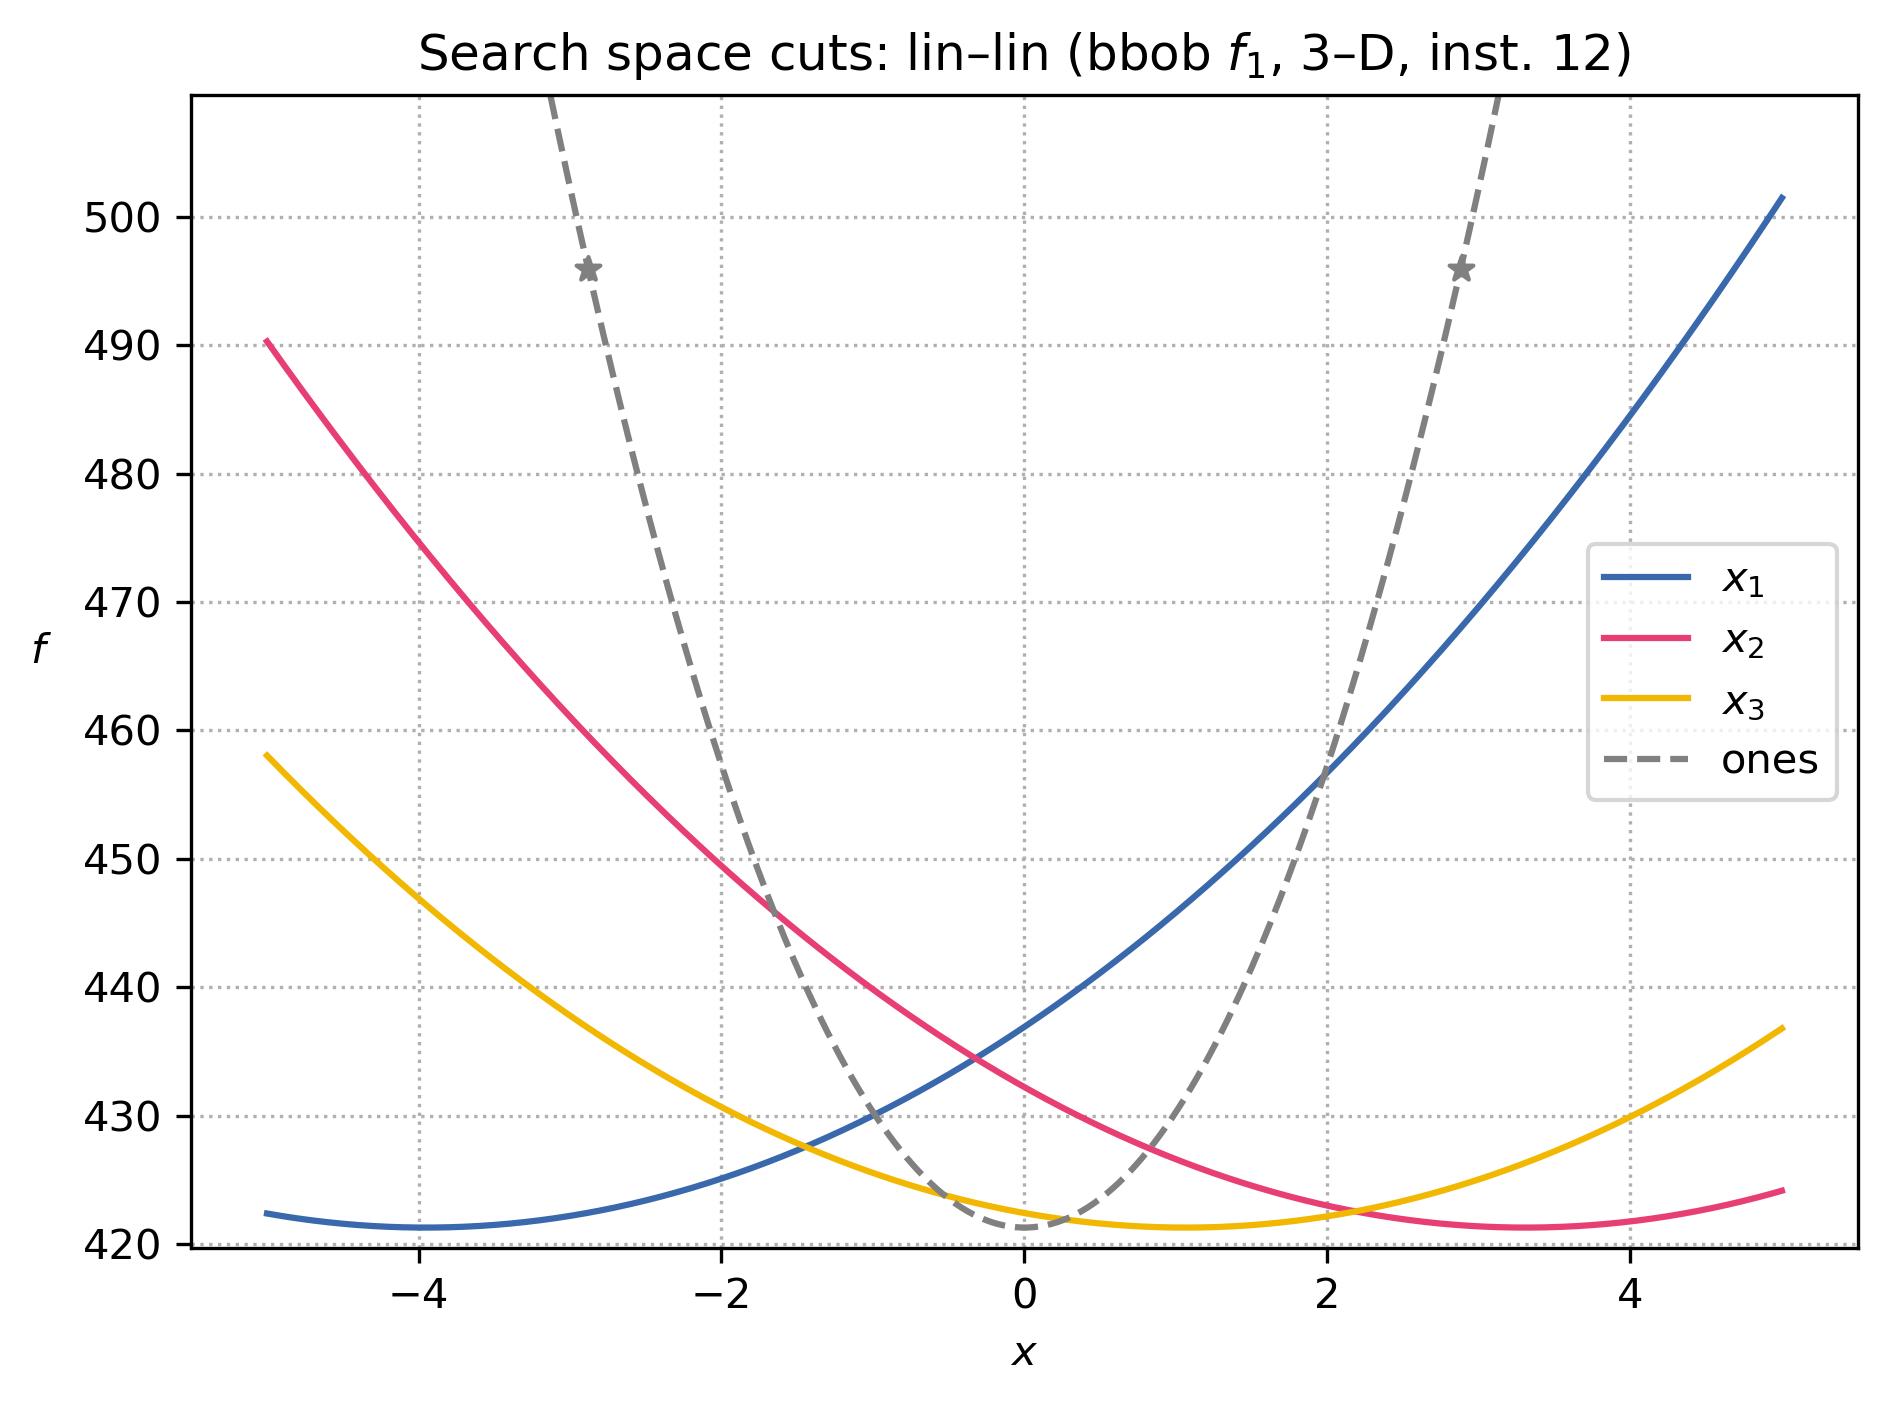 Search space cuts: lin–lin (bbob f₁, 3–D, inst. 12)
500
490
480
470
460
450
440
430
420
f
x₁
x₂
x₃
ones
−4
−2
0
2
4
x